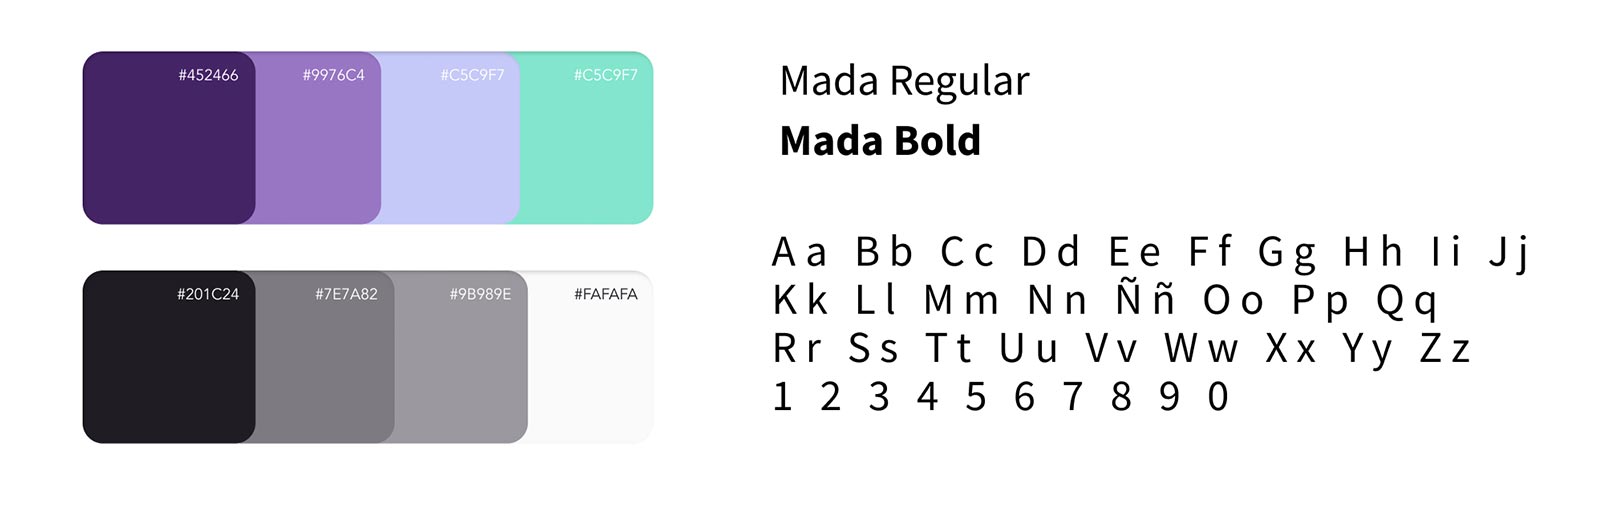 #452466 #9976C4 #C5C9F7 #C5C9F7
#201C24 #7E7A82 #9B989E #FAFAFA
Mada Regular
Mada Bold
Aa Bb Cc Dd Ee Ff Gg Hh Ii Jj
Kk Ll Mm Nn Ññ Oo Pp Qq
Rr Ss Tt Uu Vv Ww Xx Yy Zz
1 2 3 4 5 6 7 8 9 0